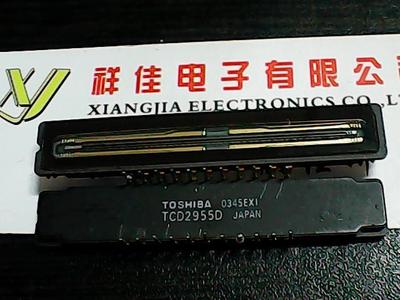 祥佳电子有限公
XIANGJIA ELECTRONICS CO.,L
TOSHIBA 0345EXI
TCD2955D JAPAN